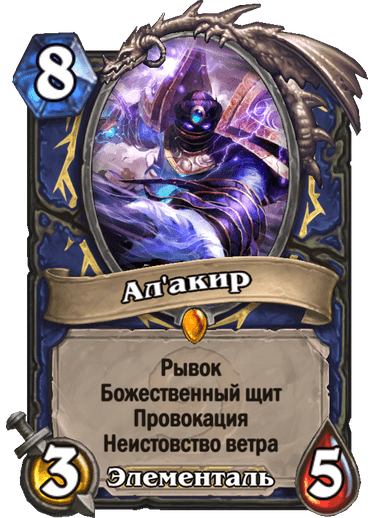 8
Ал'акир
Рывок
Божественный щит
Провокация
Неистовство ветра
3
Элементаль
5